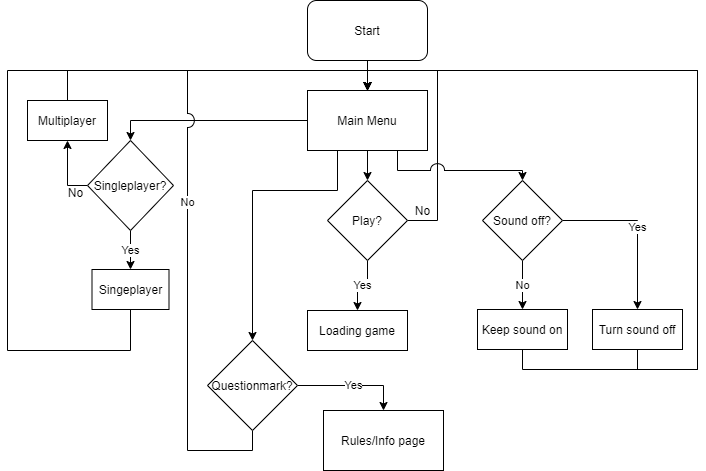 Start
Main Menu
Multiplayer
Singleplayer?
No
Yes
Singeplayer
No
Play?
No
Yes
Loading game
Sound off?
Yes
No
Keep sound on
Turn sound off
Questionmark?
Yes
Rules/Info page